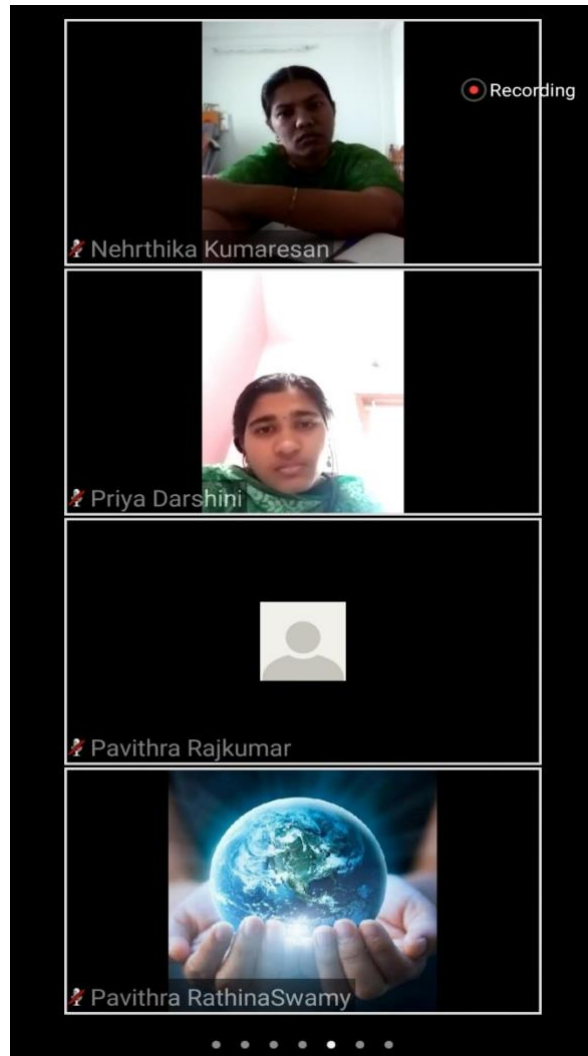 Recording
Nehrthika Kumaresan
Priya Darshini
Pavithra Rajkumar
Pavithra RathinaSwamy